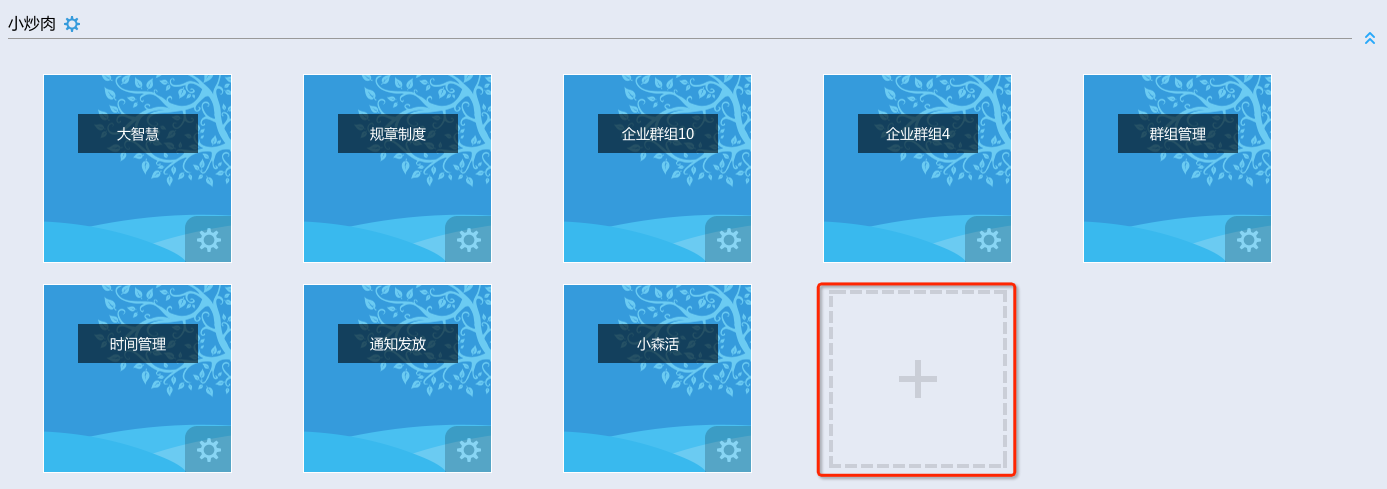 小炒肉
大智慧
规章制度
企业群组10
企业群组4
群组管理
时间管理
通知发放
小森活